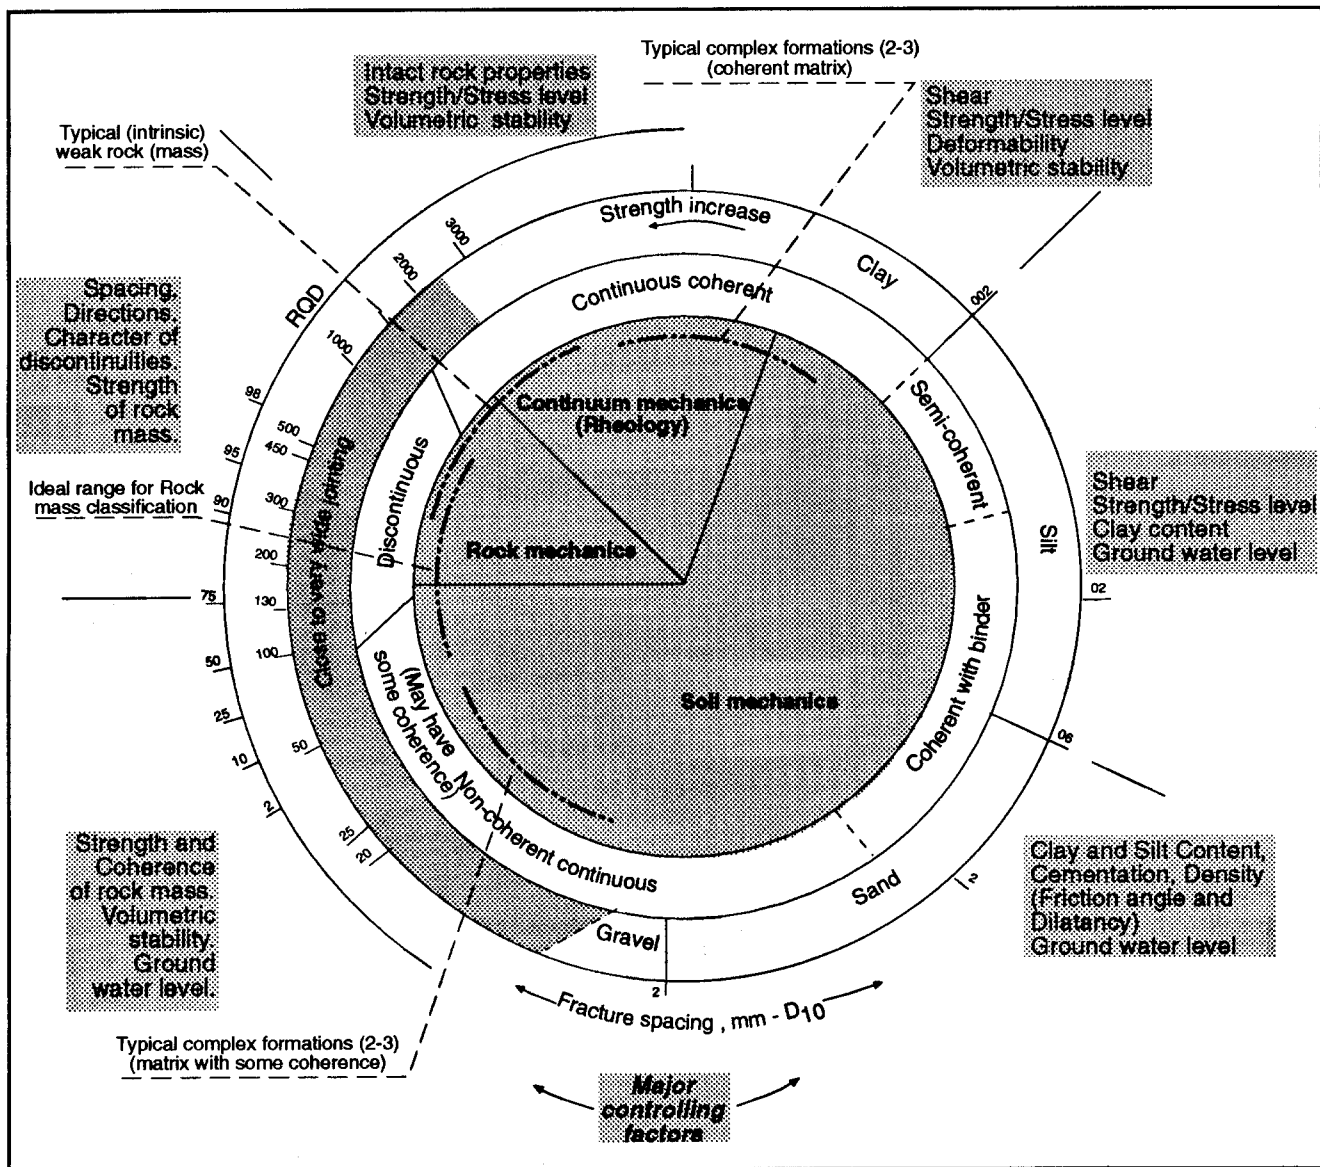 Typical complex formations (2-3)
(coherent matrix)
Intact rock properties
Strength/Stress level
Volumetric stability
Shear
Strength/Stress level
Deformability
Volumetric stability
Typical (intrinsic)
weak rock (mass)
Strength increase
Clay
Continuous coherent
Semi-coherent
Silt
Coherent with binder
Sand
Gravel
Non-coherent continuous
(May have
some coherence)
Discontinuous
Close to very wide jointing
RQD
3000
2000
1000
500
450
300
200
130
100
50
25
20
98
95
90
75
50
25
10
2
002
02
06
2
2
Spacing,
Directions,
Character of
discontinuities.
Strength
of rock
mass.
Ideal range for Rock
mass classification
Continuum mechanics
(Rheology)
Rock mechanics
Soil mechanics
Shear
Strength/Stress level
Clay content
Ground water level
Strength and
Coherence
of rock mass.
Volumetric
stability.
Ground
water level.
Clay and Silt Content,
Cementation, Density
(Friction angle and
Dilatancy)
Ground water level
Typical complex formations (2-3)
(matrix with some coherence)
Fracture spacing , mm - D10
Major
controlling
factors